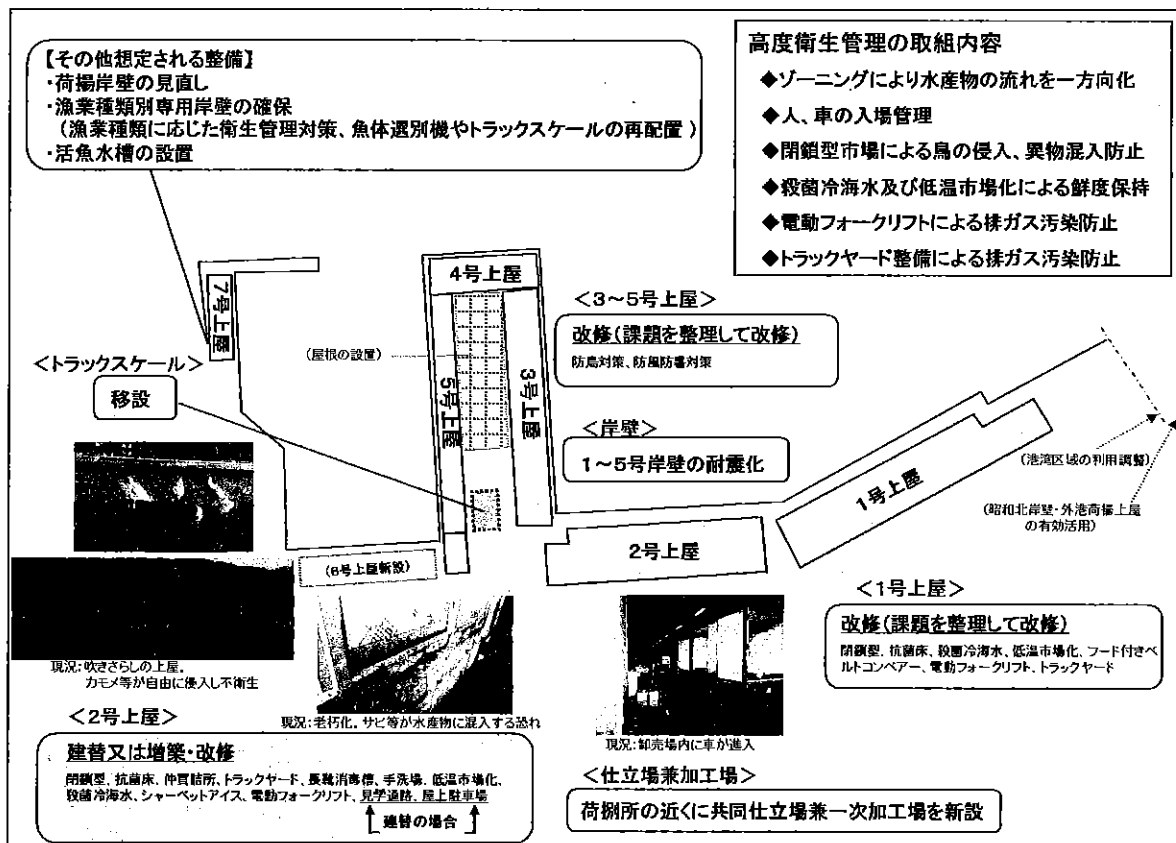 【その他想定される整備】
・荷揚岸壁の見直し
・漁業種類別専用岸壁の確保
（漁業種類に応じた衛生管理対策、魚体選別機やトラックスケールの再配置）
・活魚水槽の設置
高度衛生管理の取組内容
◆ゾーニングにより水産物の流れを一方向化
◆人、車の入場管理
◆閉鎖型市場による鳥の侵入、異物混入防止
◆殺菌冷海水及び低温市場化による鮮度保持
◆電動フォークリフトによる排ガス汚染防止
◆トラックヤード整備による排ガス汚染防止
7号上屋
4号上屋
（屋根の設置）
5号上屋
3号上屋
＜3～5号上屋＞
改修（課題を整理して改修）
防鳥対策、防風防暑対策
＜トラックスケール＞
移設
＜岸壁＞
1～5号岸壁の耐震化
1号上屋
2号上屋
（6号上屋新設）
（港湾区域の利用調整）
（昭和北岸壁・外港荷捌上屋
の有効活用）
＜1号上屋＞
改修（課題を整理して改修）
閉鎖型、抗菌床、殺菌冷海水、低温市場化、フード付きベ
ルトコンベアー、電動フォークリフト、トラックヤード
現況：吹きさらしの上屋。
カモメ等が自由に侵入し不衛生
現況：老朽化。サビ等が水産物に混入する恐れ
現況：卸売場内に車が進入
＜2号上屋＞
建替又は増築・改修
閉鎖型、抗菌床、仲買詰所、トラックヤード、長靴消毒槽、手洗場、低温市場化、
殺菌冷海水、シャーベットアイス、電動フォークリフト、見学通路、屋上駐車場
建替の場合
＜仕立場兼加工場＞
荷捌所の近くに共同仕立場兼一次加工場を新設